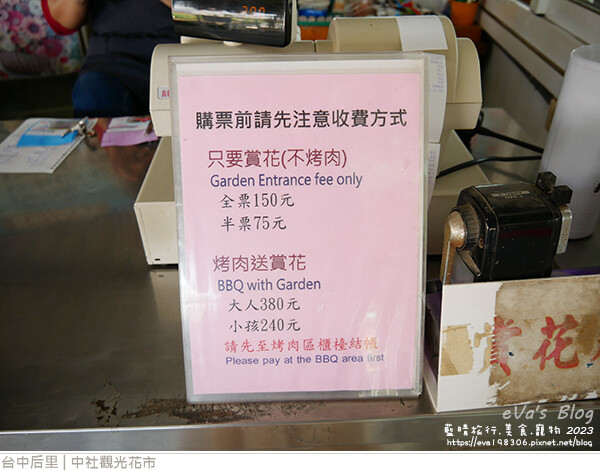 購票前請先注意收費方式
只要賞花(不烤肉)
Garden Entrance fee only
全票150元
半票75元
烤肉送賞花
BBQ with Garden
大人380元
小孩240元
請先至烤肉區櫃檯結帳
Please pay at the BBQ area first
賞花
eVa's Blog
藍晴旅行.美食.寵物 2023
https://eva198306.pixnet.net/blog
台中后里 | 中社觀光花市